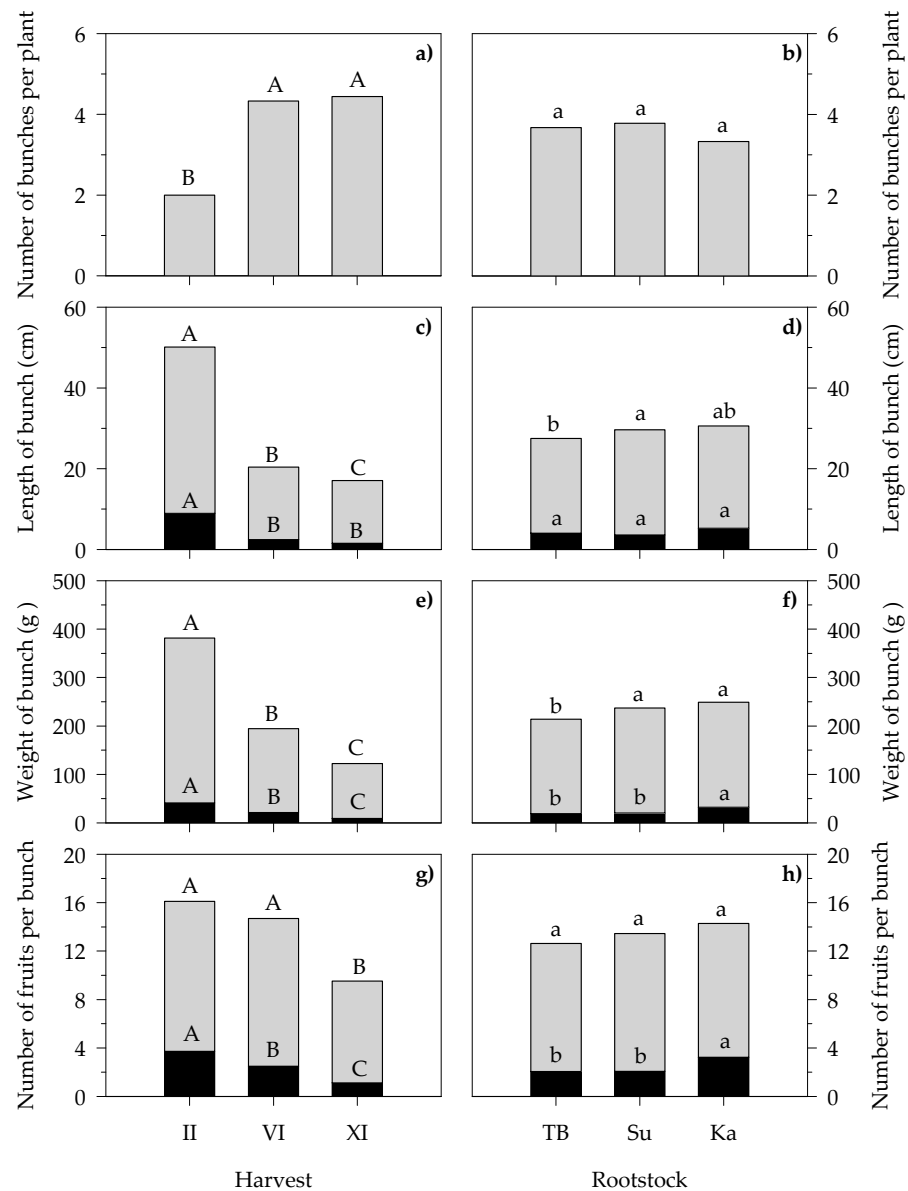 Number of bunches per plant
6
4
2
0
a)
B
A
A
b)
a
a
a
6
4
2
0
Number of bunches per plant
Length of bunch (cm)
60
40
20
0
c)
A
B
C
A
B
B
d)
b
a
ab
a
a
a
60
40
20
0
Length of bunch (cm)
Weight of bunch (g )
500
400
300
200
100
0
e)
A
B
C
A
B
C
f)
b
a
a
b
b
a
500
400
300
200
100
0
Weight of bunch (g )
Number of fruits per bunch
20
16
12
8
4
0
g)
A
A
B
A
B
C
h)
a
a
a
b
b
a
20
16
12
8
4
0
Number of fruits per bunch
II VI XI
TB Su Ka
Harvest
Rootstock